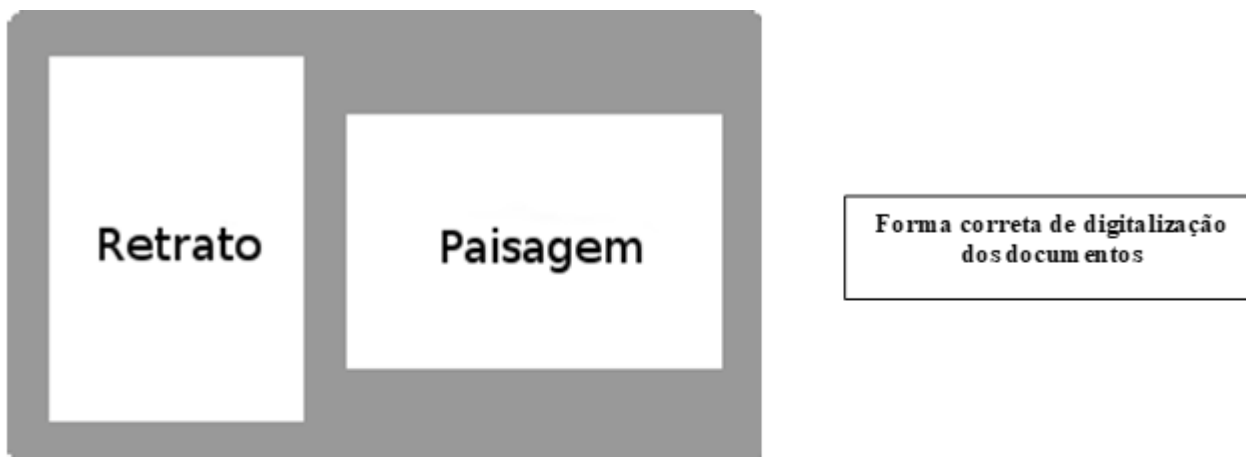 Retrato
Paisagem
Forma correta de digitalização
dos documentos